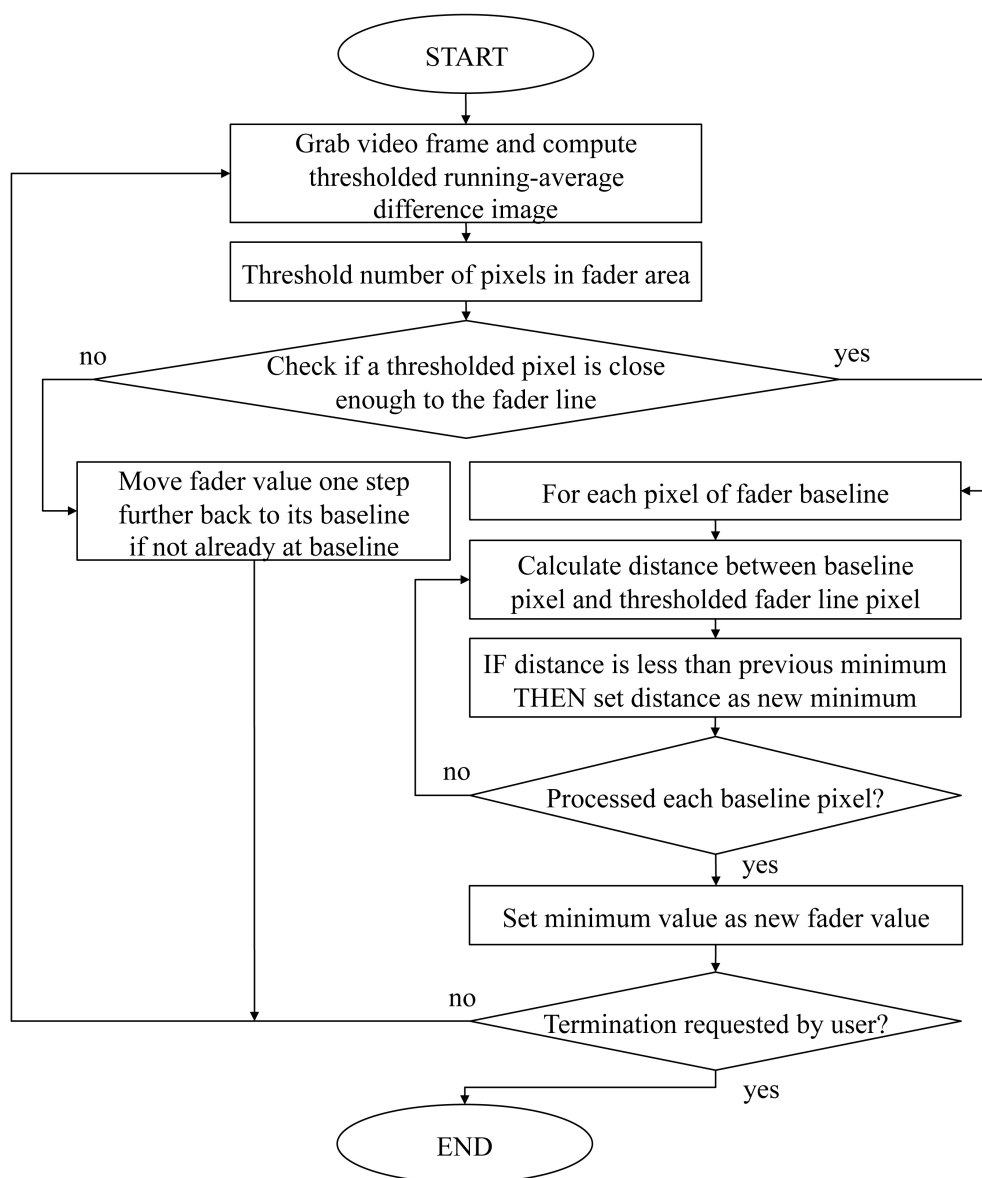 START
Grab video frame and compute
thresholded running-average
difference image
Threshold number of pixels in fader area
no
yes
Check if a thresholded pixel is close
enough to the fader line
Move fader value one step
further back to its baseline
if not already at baseline
For each pixel of fader baseline
Calculate distance between baseline
pixel and thresholded fader line pixel
IF distance is less than previous minimum
THEN set distance as new minimum
no
Processed each baseline pixel?
yes
Set minimum value as new fader value
no
Termination requested by user?
yes
END